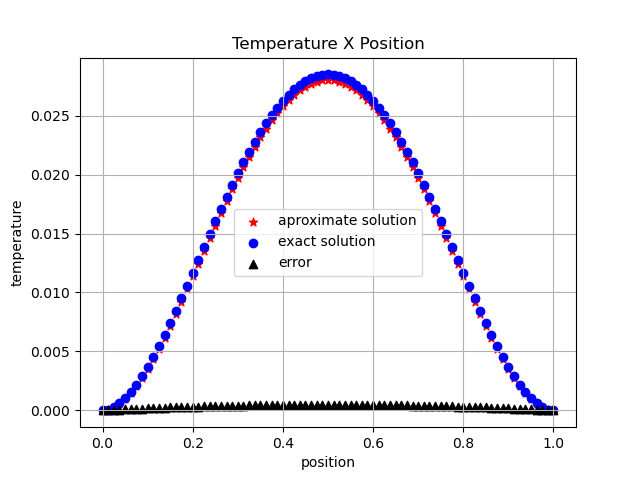 Temperature X Position
temperature
0.025
0.020
0.015
0.010
0.005
0.000
aproximate solution
exact solution
error
0.0 0.2 0.4 0.6 0.8 1.0
position